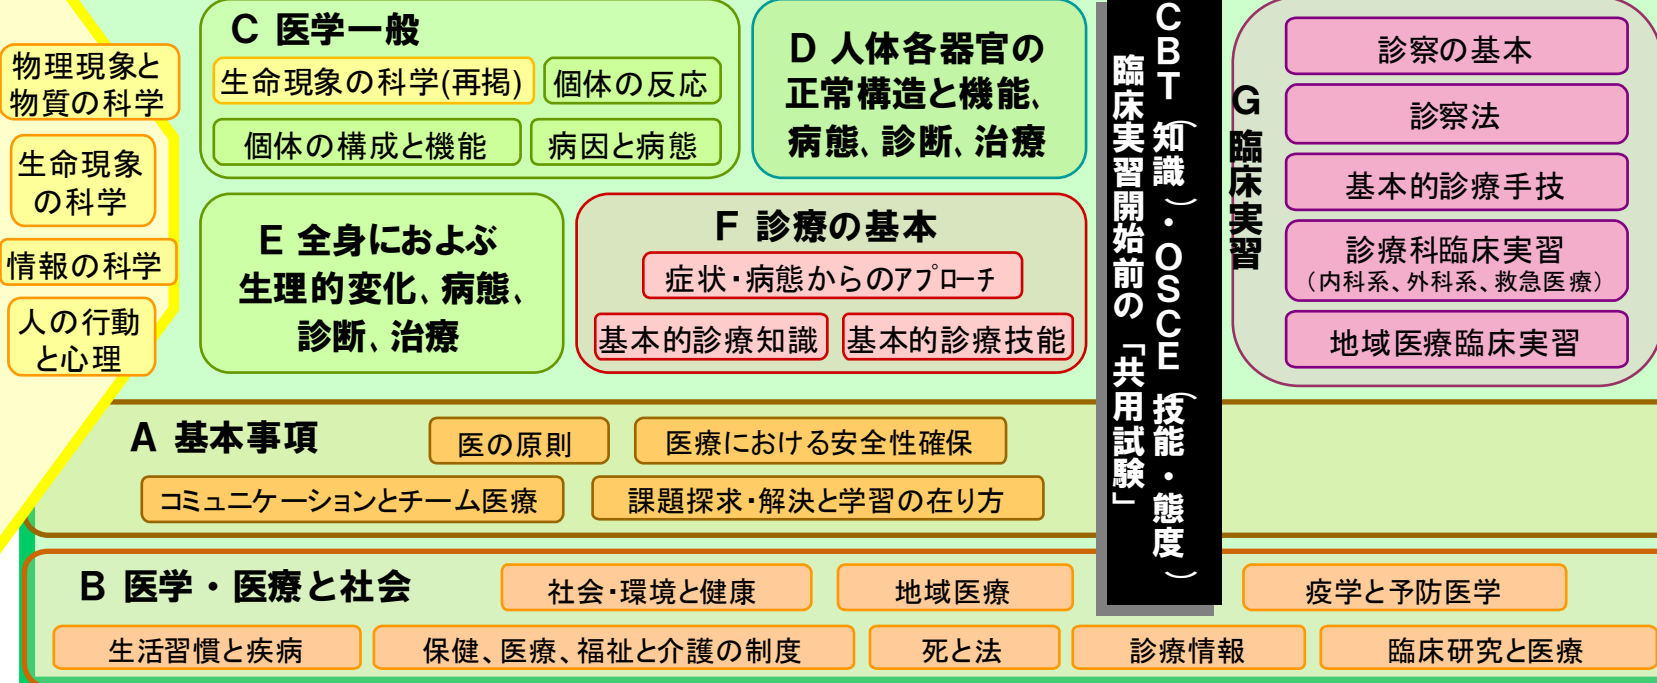 物理現象と
物質の科学
生命現象
の科学
情報の科学
人の行動
と心理
C 医学一般
生命現象の科学(再掲)
個体の反応
個体の構成と機能
病因と病態
D 人体各器官の
正常構造と機能、
病態、診断、治療
E 全身におよぶ
生理的変化、病態、
診断、治療
F 診療の基本
症状・病態からのアプローチ
基本的診療知識
基本的診療技能
臨床実習開始前の「共用試験」
CBT（知識）・OSCE（技能・態度）
G 臨床実習
診察の基本
診察法
基本的診療手技
診療科臨床実習
（内科系、外科系、救急医療）
地域医療臨床実習
A 基本事項
医の原則
医療における安全性確保
コミュニケーションとチーム医療
課題探求・解決と学習の在り方
B 医学・医療と社会
社会・環境と健康
地域医療
疫学と予防医学
生活習慣と疾病
保健、医療、福祉と介護の制度
死と法
診療情報
臨床研究と医療